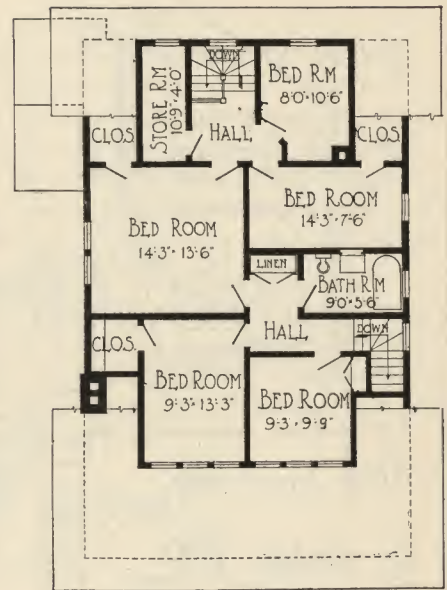 DOWN
BED RM
8'0"·10'6"
STORE RM
10'9"·4'0"
CLOS.
HALL
CLOS.
BED ROOM
14'3"·13'6"
BED ROOM
14'3"·7'6"
LINEN
BATH RM
9'0"·5'6"
HALL
DOWN
CLOS.
BED ROOM
9'3"·13'3"
BED ROOM
9'3"·9'9"